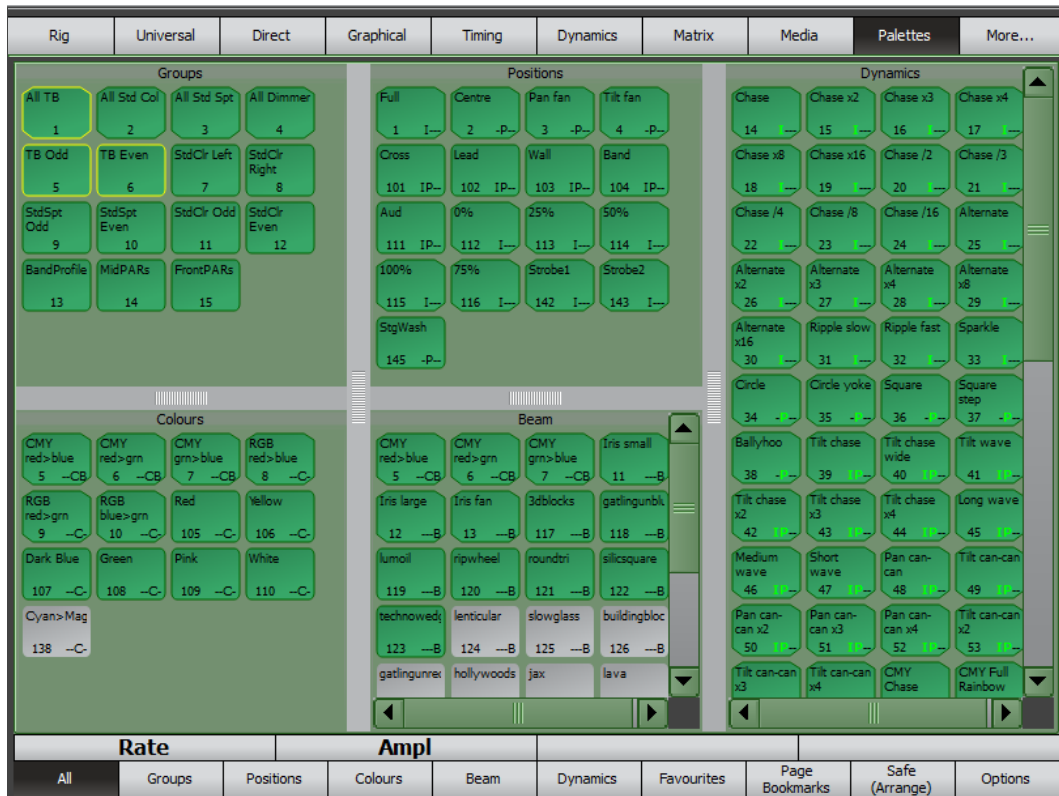 Rig Universal Direct Graphical Timing Dynamics Matrix Media Palettes More...
Groups
All TB All Std Col All Std Spt All Dimmer
1 2 3 4
TB Odd TB Even StdClr Left StdClr Right
5 6 7 8
StdSpt Odd StdSpt Even StdClr Odd StdClr Even
9 10 11 12
BandProfile MidPARs FrontPARs
13 14 15
Positions
Full Centre Pan fan Tilt fan
1 I--- 2 -P-- 3 -P-- 4 -P--
Cross Lead Wall Band
101 IP-- 102 IP-- 103 IP-- 104 IP--
Aud 0% 25% 50%
111 IP-- 112 I--- 113 I--- 114 I---
100% 75% Strobe1 Strobe2
115 I--- 116 I--- 142 I--- 143 I---
StgWash
145 -P--
Dynamics
Chase Chase x2 Chase x3 Chase x4
14 I--- 15 I--- 16 I--- 17 I---
Chase x8 Chase x16 Chase /2 Chase /3
18 I--- 19 I--- 20 I--- 21 I---
Chase /4 Chase /8 Chase /16 Alternate
22 I--- 23 I--- 24 I--- 25 I---
Alternate x2 Alternate x3 Alternate x4 Alternate x8
26 I--- 27 I--- 28 I--- 29 I---
Alternate x16 Ripple slow Ripple fast Sparkle
30 I--- 31 I--- 32 I--- 33 I---
Circle Circle yoke Square Square step
34 -P-- 35 -P-- 36 -P-- 37 -P--
Ballyhoo Tilt chase Tilt chase wide Tilt wave
38 -P-- 39 IP-- 40 IP-- 41 IP--
Tilt chase x2 Tilt chase x3 Tilt chase x4 Long wave
42 IP-- 43 IP-- 44 IP-- 45 IP--
Medium wave Short wave Pan can-can Tilt can-can
46 IP-- 47 IP-- 48 IP-- 49 IP--
Pan can-can x2 Pan can-can x3 Pan can-can x4 Tilt can-can x2
50 IP-- 51 IP-- 52 IP-- 53 IP--
Tilt can-can x3 Tilt can-can x4 CMY Chase CMY Full Rainbow
Colours
CMY red>blue CMY red>grn CMY grn>blue RGB red>blue
5 --CB 6 --CB 7 --CB 8 --C-
RGB red>grn RGB blue>grn Red Yellow
9 --C- 10 --C- 105 --C- 106 --C-
Dark Blue Green Pink White
107 --C- 108 --C- 109 --C- 110 --C-
Cyan>Mag
138 --C-
Beam
CMY red>blue CMY red>grn CMY grn>blue Iris small
5 --CB 6 --CB 7 --CB 11 ---B
Iris large Iris fan 3dblocks gatlingunbl
12 ---B 13 ---B 117 ---B 118 ---B
lumoil ripwheel roundtri silicsquare
119 ---B 120 ---B 121 ---B 122 ---B
technowedg lenticular slowglass buildingbloc
123 ---B 124 ---B 125 ---B 126 ---B
gatlingunrec hollywoods jax lava
Rate Ampl
All Groups Positions Colours Beam Dynamics Favourites Page Bookmarks Safe (Arrange) Options